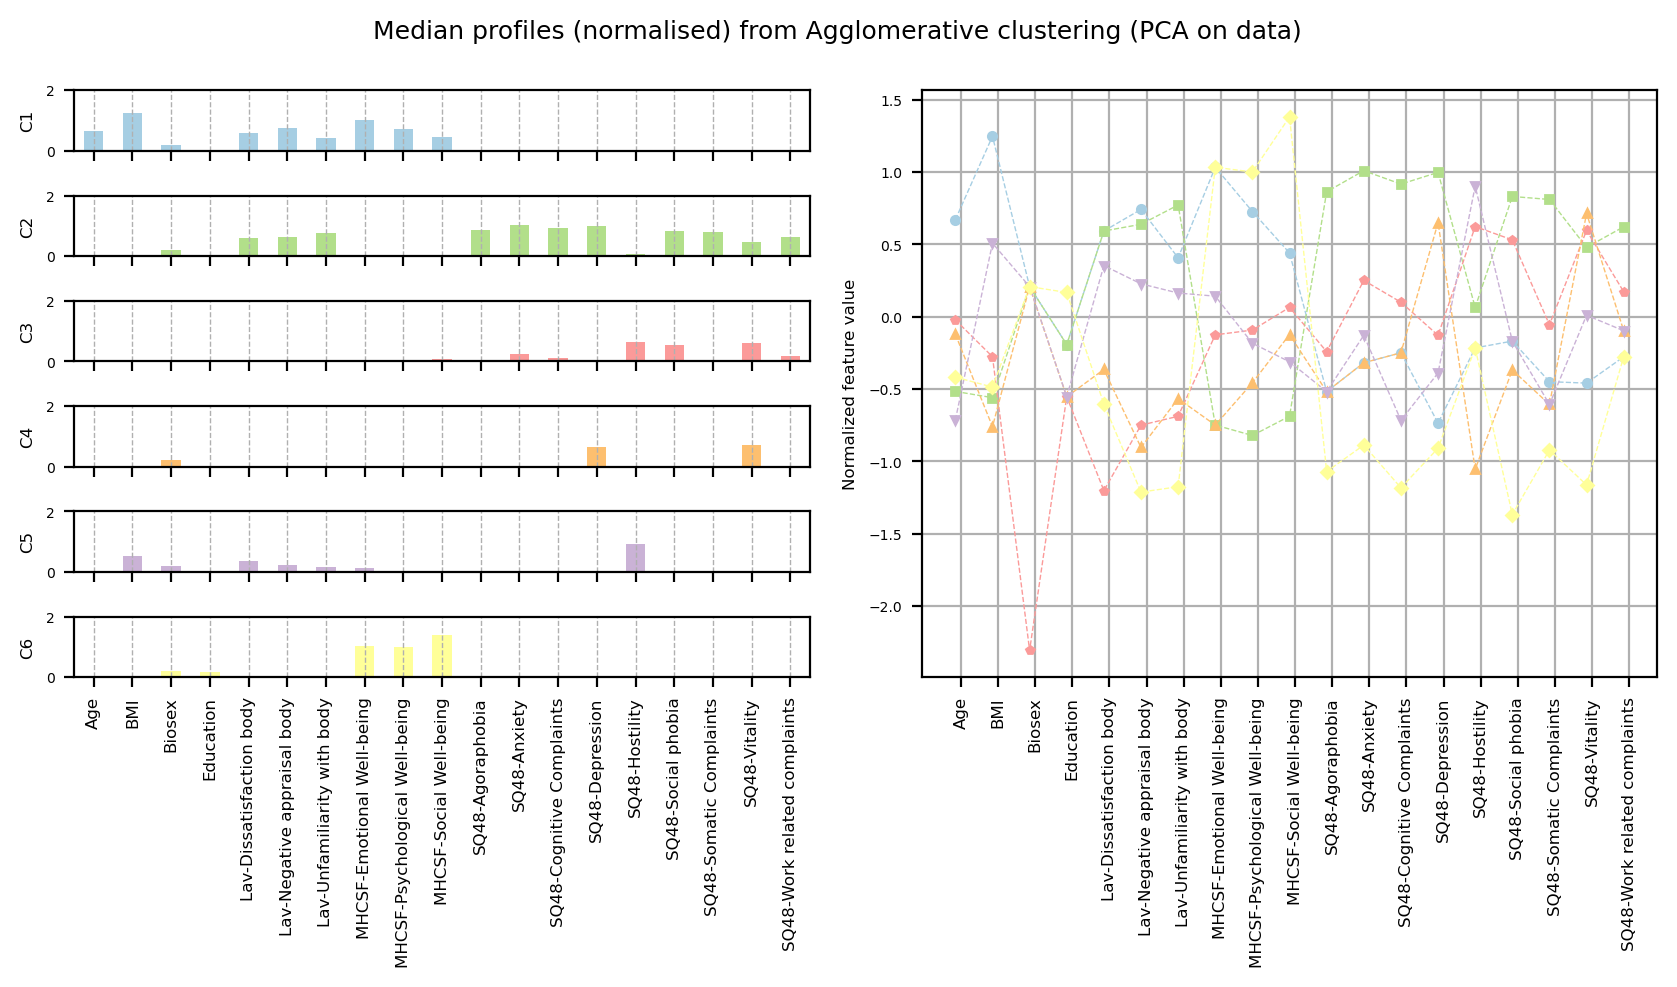 Median profiles (normalised) from Agglomerative clustering (PCA on data)
C1
2
0
C2
2
0
C3
2
0
C4
2
0
C5
2
0
C6
2
0
Age
BMI
Biosex
Education
Lav-Dissatisfaction body
Lav-Negative appraisal body
Lav-Unfamiliarity with body
MHCSF-Emotional Well-being
MHCSF-Psychological Well-being
MHCSF-Social Well-being
SQ48-Agoraphobia
SQ48-Anxiety
SQ48-Cognitive Complaints
SQ48-Depression
SQ48-Hostility
SQ48-Social phobia
SQ48-Somatic Complaints
SQ48-Vitality
SQ48-Work related complaints
Normalized feature value
1.5
1.0
0.5
0.0
−0.5
−1.0
−1.5
−2.0
Age
BMI
Biosex
Education
Lav-Dissatisfaction body
Lav-Negative appraisal body
Lav-Unfamiliarity with body
MHCSF-Emotional Well-being
MHCSF-Psychological Well-being
MHCSF-Social Well-being
SQ48-Agoraphobia
SQ48-Anxiety
SQ48-Cognitive Complaints
SQ48-Depression
SQ48-Hostility
SQ48-Social phobia
SQ48-Somatic Complaints
SQ48-Vitality
SQ48-Work related complaints